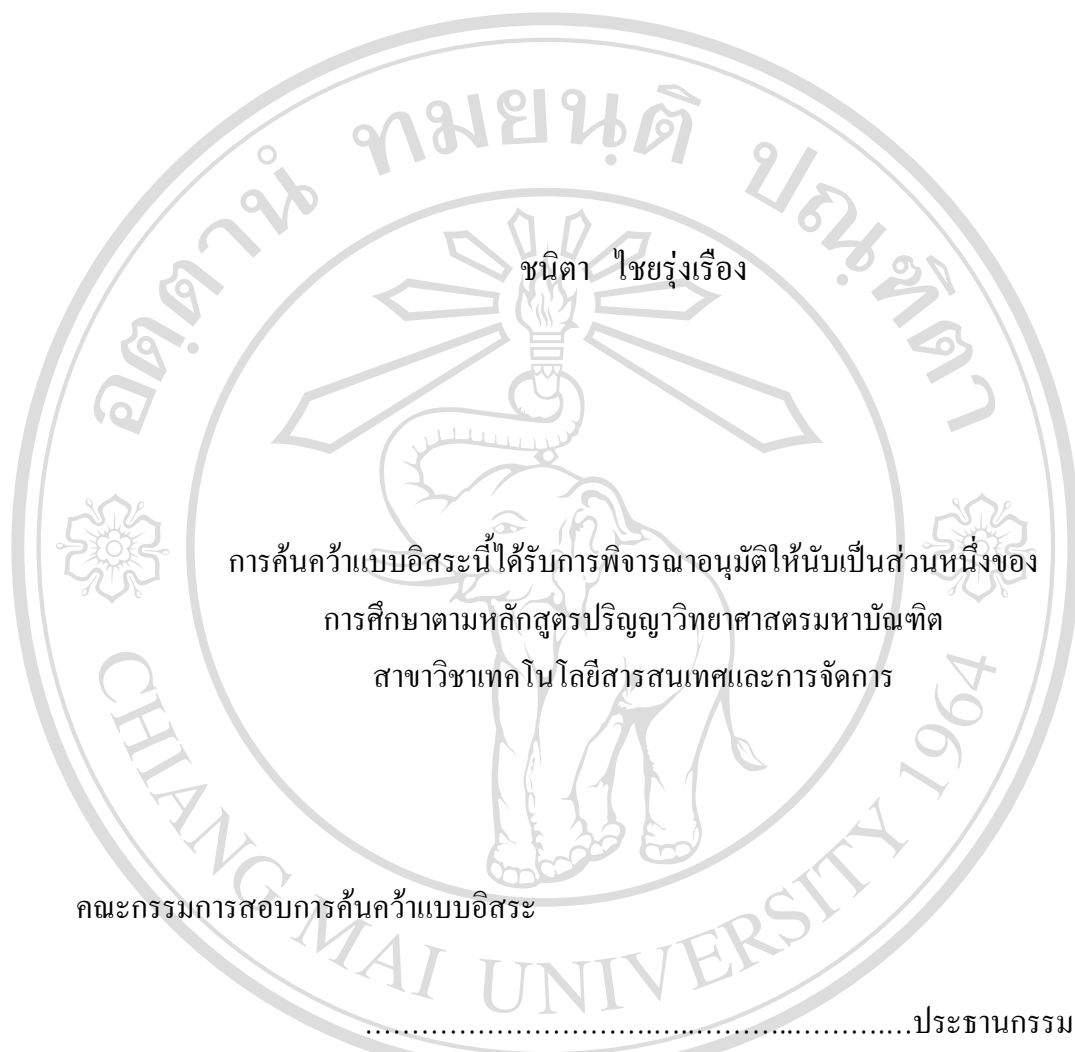 อตฺตานํ ทมยนฺติ ปณฺฑิตา
ชนิตา ไชยรุ่งเรือง
การค้นคว้าแบบอิสระนี้ได้รับการพิจารณาอนุมัติให้นับเป็นส่วนหนึ่งของ
การศึกษาตามหลักสูตรปริญญาวิทยาศาสตรมหาบัณฑิต
สาขาวิชาเทคโนโลยีสารสนเทศและการจัดการ
คณะกรรมการสอบการค้นคว้าแบบอิสระ
………………………….…..………..……….…ประธานกรรม
CHIANG MAI UNIVERSITY 1964